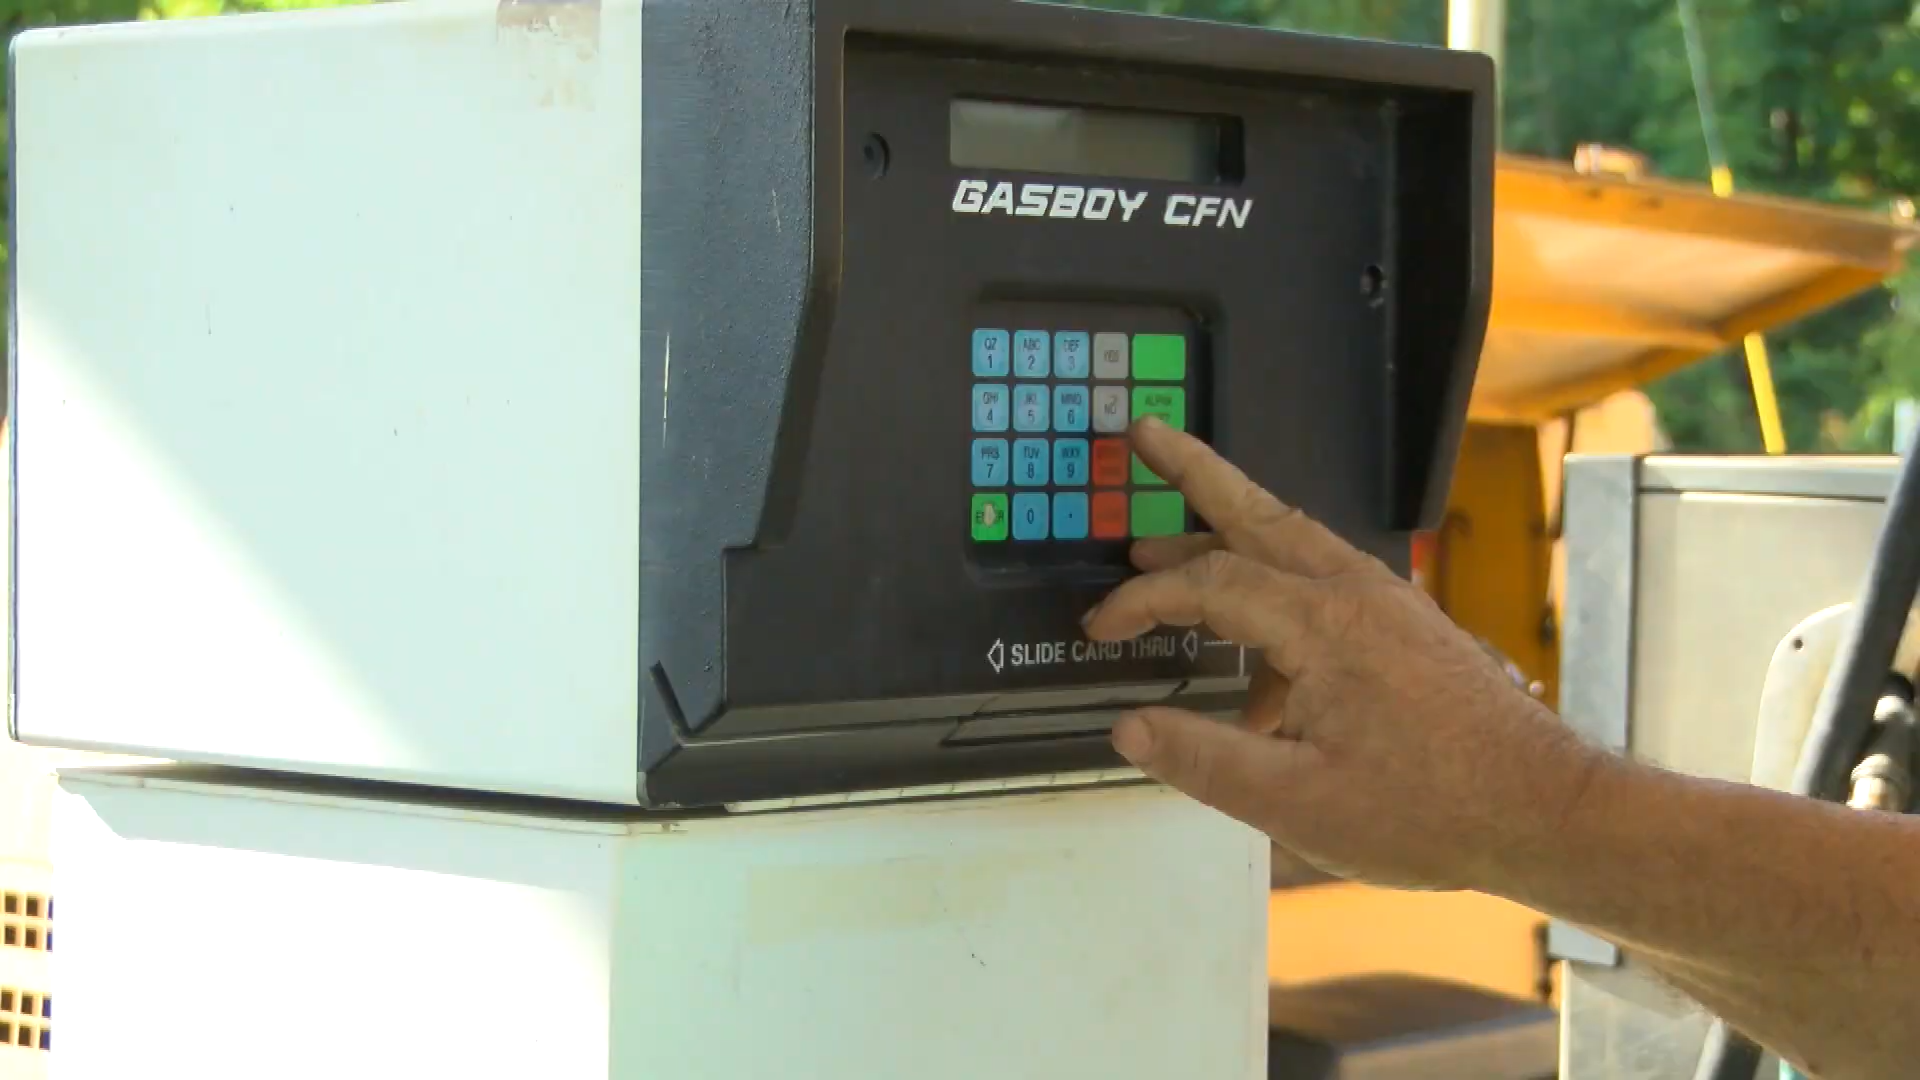 GASBOY CFN
QZ ABC DEF YES
1 2 3
GHI JKL MNO NO ALPHA
4 5 6
PRS TUV WXY
7 8 9
0 .
SLIDE CARD THRU